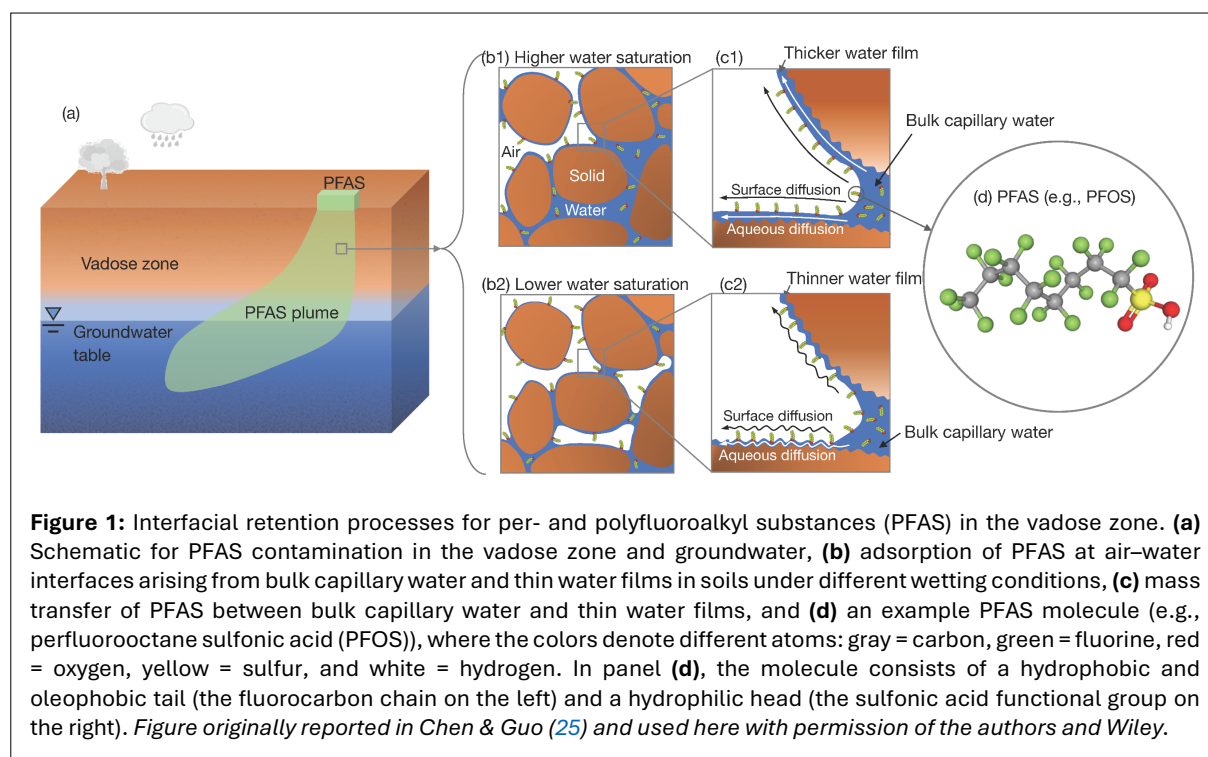 (a)
PFAS
Vadose zone
PFAS plume
Groundwater
table
(b1) Higher water saturation
Air
Solid
Water
(c1)
Thicker water film
Bulk capillary water
Surface diffusion
Aqueous diffusion
(b2) Lower water saturation
(c2)
Thinner water film
Surface diffusion
Aqueous diffusion
Bulk capillary water
(d) PFAS (e.g., PFOS)
Figure 1: Interfacial retention processes for per- and polyfluoroalkyl substances (PFAS) in the vadose zone. (a)
Schematic for PFAS contamination in the vadose zone and groundwater, (b) adsorption of PFAS at air–water
interfaces arising from bulk capillary water and thin water films in soils under different wetting conditions, (c) mass
transfer of PFAS between bulk capillary water and thin water films, and (d) an example PFAS molecule (e.g.,
perfluorooctane sulfonic acid (PFOS)), where the colors denote different atoms: gray = carbon, green = fluorine, red
= oxygen, yellow = sulfur, and white = hydrogen. In panel (d), the molecule consists of a hydrophobic and
oleophobic tail (the fluorocarbon chain on the left) and a hydrophilic head (the sulfonic acid functional group on
the right). Figure originally reported in Chen & Guo (25) and used here with permission of the authors and Wiley.